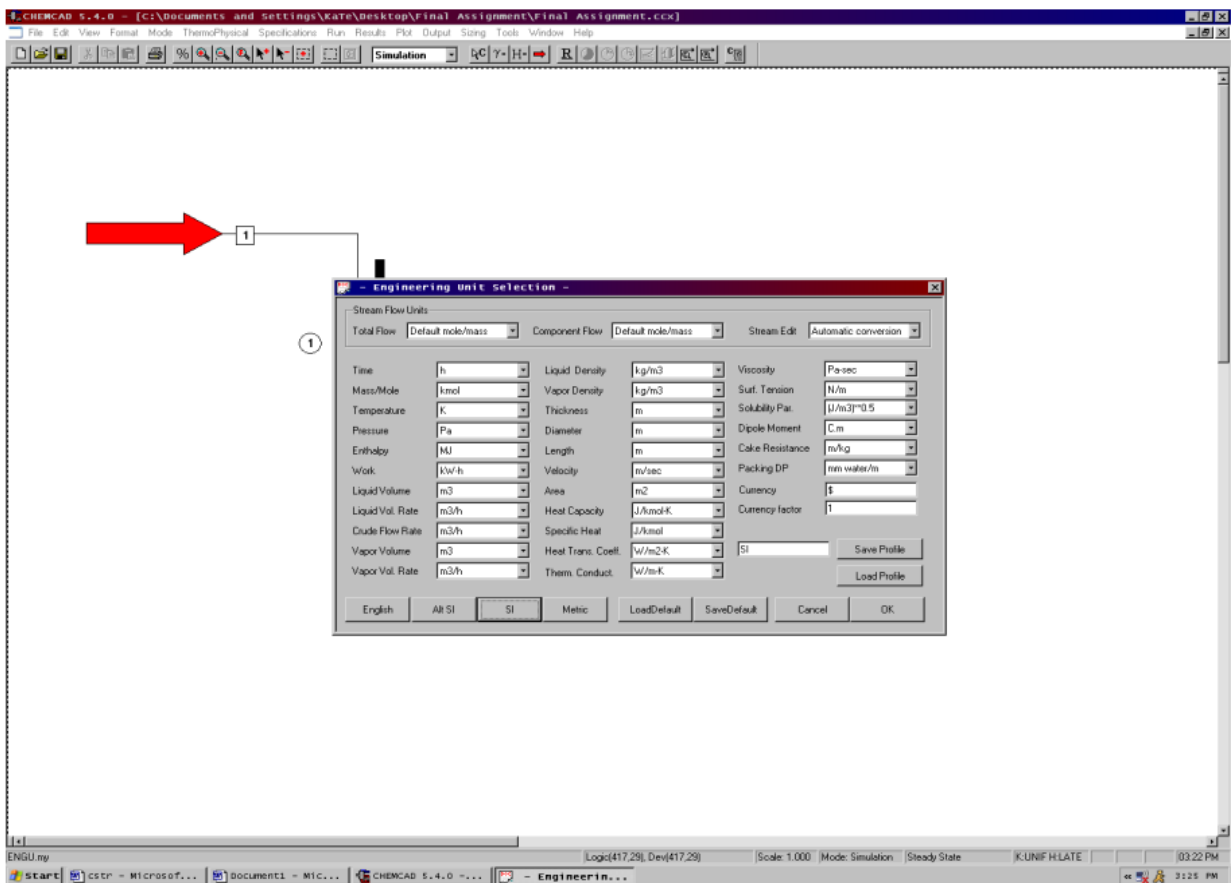 CHEMCAD 5.4.0 - [C:\Documents and Settings\KaTe\Desktop\Final Assignment\Final Assignment.ccx]
File Edit View Format Mode ThermoPhysical Specifications Run Results Plot Output Sizing Tools Window Help
Simulation
1
- Engineering Unit Selection -
Stream Flow Units
Total Flow Default mole/mass Component Flow Default mole/mass Stream Edit Automatic conversion
1
Time h Liquid Density kg/m3 Viscosity Pa-sec
Mass/Mole kmol Vapor Density kg/m3 Surf. Tension N/m
Temperature K Thickness m Solubility Par. (J/m3)**0.5
Pressure Pa Diameter m Dipole Moment C.m
Enthalpy MJ Length m Cake Resistance m/kg
Work kW-h Velocity m/sec Packing DP mm water/m
Liquid Volume m3 Area m2 Currency $
Liquid Vol. Rate m3/h Heat Capacity J/kmol-K Currency factor 1
Crude Flow Rate m3/h Specific Heat J/kmol
Vapor Volume m3 Heat Trans. Coeff. W/m2-K SI Save Profile
Vapor Vol. Rate m3/h Therm. Conduct. W/m-K Load Profile
English Alt SI SI Metric LoadDefault SaveDefault Cancel OK
ENGU.my Logic(417,29), Dev(417,29) Scale: 1.000 Mode: Simulation Steady State K:UNIF H:LATE 03:22 PM
Start cstr - Microsof... Document1 - Mic... CHEMCAD 5.4.0 -... - Engineerin... 3:25 PM